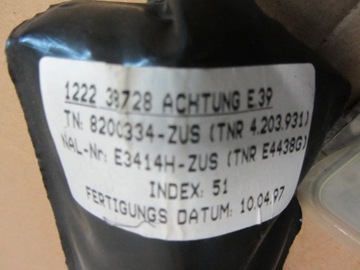 1222 38728 ACHTUNG E39
TN: 8200334-ZUS (TNR 4.203.931)
NAL-Nr: E3414H-ZUS (TNR E4438G)
INDEX: 51
FERTIGUNGS DATUM: 10.04.97